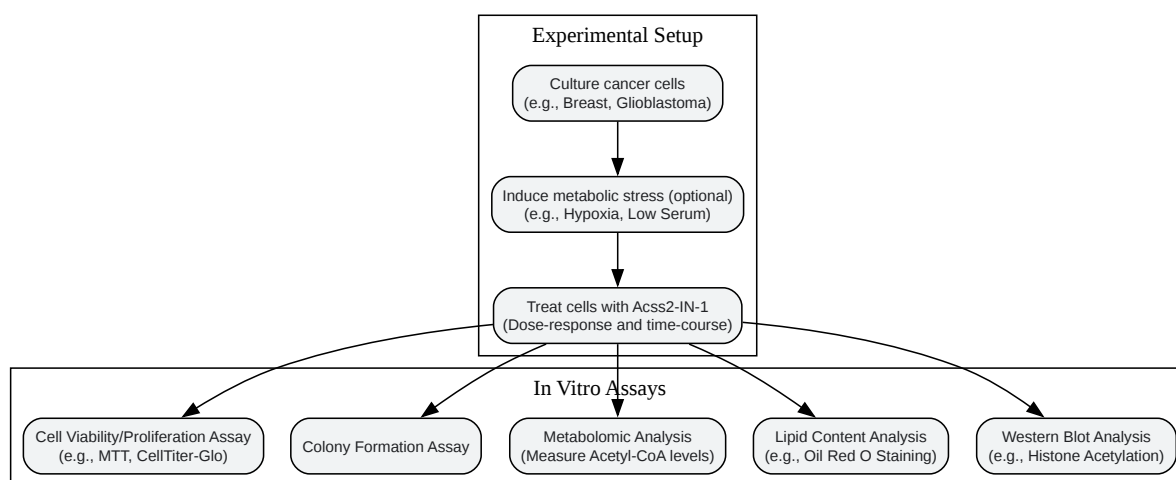 Experimental Setup
Culture cancer cells
(e.g., Breast, Glioblastoma)
Induce metabolic stress (optional)
(e.g., Hypoxia, Low Serum)
Treat cells with Acss2-IN-1
(Dose-response and time-course)
In Vitro Assays
Cell Viability/Proliferation Assay
(e.g., MTT, CellTiter-Glo)
Colony Formation Assay
Metabolomic Analysis
(Measure Acetyl-CoA levels)
Lipid Content Analysis
(e.g., Oil Red O Staining)
Western Blot Analysis
(e.g., Histone Acetylation)